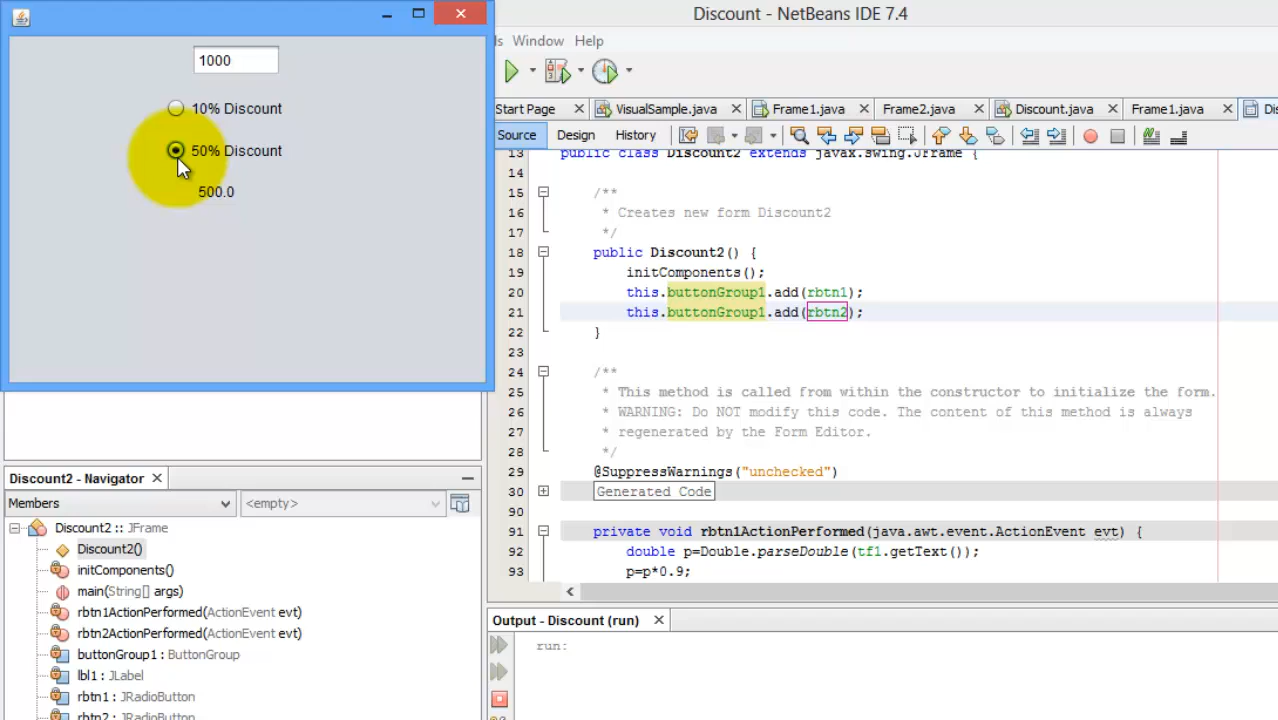 Discount - NetBeans IDE 7.4
Window Help
1000
10% Discount
50% Discount
500.0
Start Page
VisualSample.java
Frame1.java
Frame2.java
Discount.java
Frame1.java
Source Design History
13 public class Discount2 extends javax.swing.JFrame {
14
15 /**
16 * Creates new form Discount2
17 */
18 public Discount2() {
19 initComponents();
20 this.buttonGroup1.add(rbtn1);
21 this.buttonGroup1.add(rbtn2);
22 }
23
24 /**
25 * This method is called from within the constructor to initialize the form.
26 * WARNING: Do NOT modify this code. The content of this method is always
27 * regenerated by the Form Editor.
28 */
29 @SuppressWarnings("unchecked")
30 Generated Code
90
91 private void rbtn1ActionPerformed(java.awt.event.ActionEvent evt) {
92 double p=Double.parseDouble(tf1.getText());
93 p=p*0.9;
Discount2 - Navigator
Members
<empty>
Discount2 :: JFrame
Discount2()
initComponents()
main(String[] args)
rbtn1ActionPerformed(ActionEvent evt)
rbtn2ActionPerformed(ActionEvent evt)
buttonGroup1 : ButtonGroup
lbl1 : JLabel
rbtn1 : JRadioButton
rbtn2 : JRadioButton
Output - Discount (run)
run: